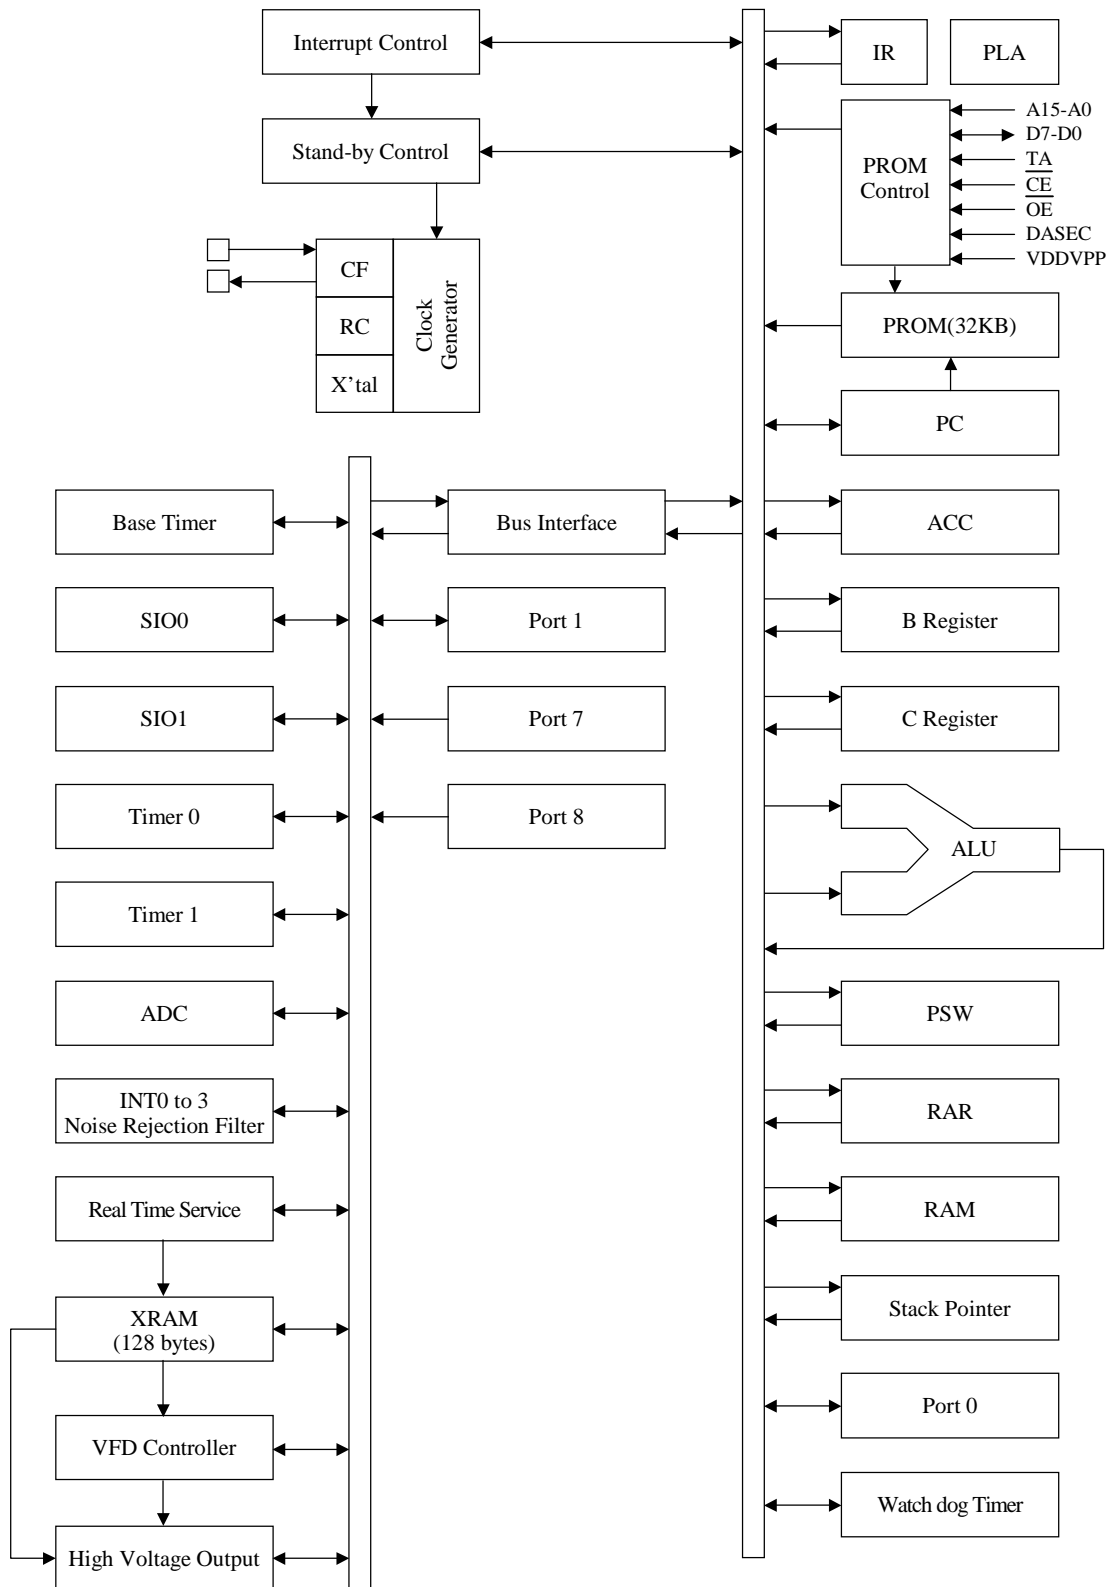 Interrupt Control
IR
PLA
Stand-by Control
PROM
Control
A15-A0
D7-D0
TA
CE
OE
DASEC
VDDVPP
CF
RC
X'tal
Clock
Generator
PROM(32KB)
PC
Base Timer
Bus Interface
ACC
SIO0
Port 1
B Register
SIO1
Port 7
C Register
Timer 0
Port 8
ALU
Timer 1
ADC
PSW
INT0 to 3
Noise Rejection Filter
RAR
Real Time Service
RAM
XRAM
(128 bytes)
Stack Pointer
VFD Controller
Port 0
High Voltage Output
Watch dog Timer